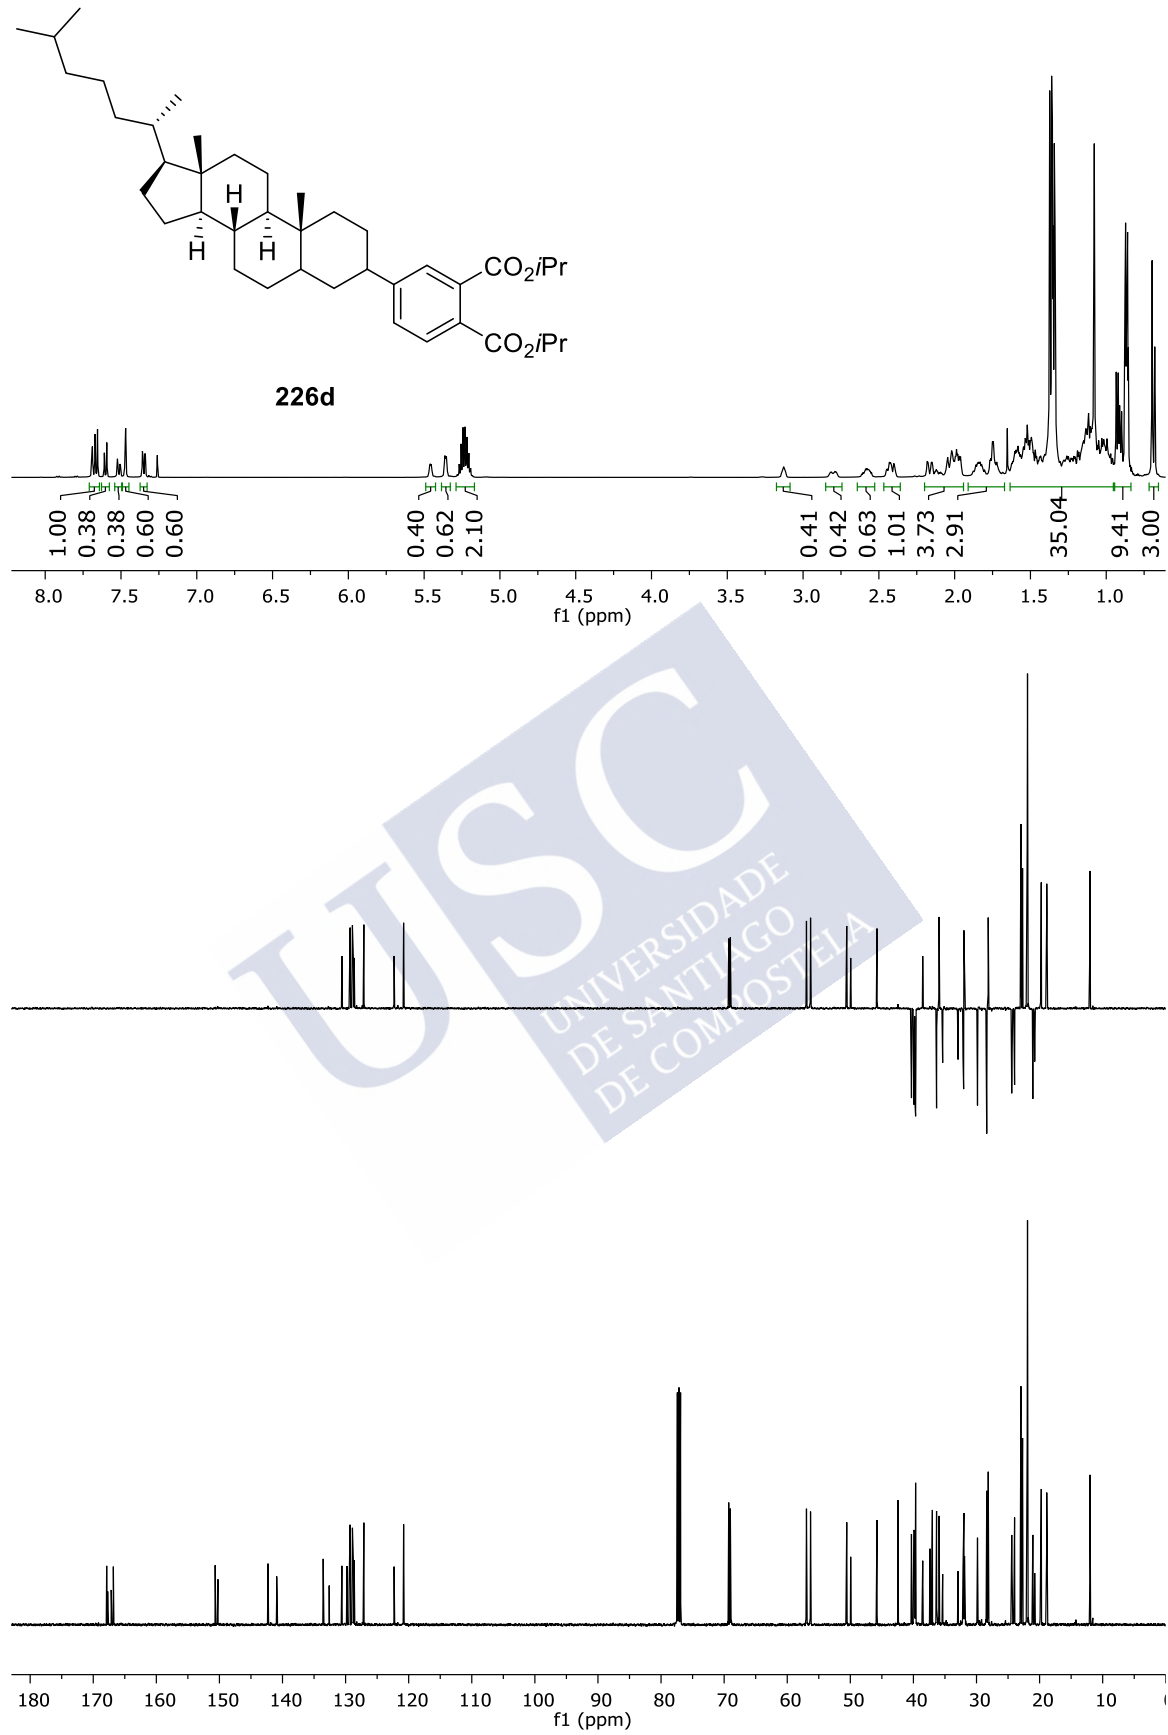 H
H
H
CO2iPr
CO2iPr
226d
1.00 0.38 0.38 0.60 0.60 0.40 0.62 2.10 0.41 0.42 0.63 1.01 3.73 2.91 35.04 9.41 3.00
8.0 7.5 7.0 6.5 6.0 5.5 5.0 4.5 4.0 3.5 3.0 2.5 2.0 1.5 1.0
f1 (ppm)
USC
UNIVERSIDADE
DE SANTIAGO
DE COMPOSTELA
180 170 160 150 140 130 120 110 100 90 80 70 60 50 40 30 20 10
f1 (ppm)